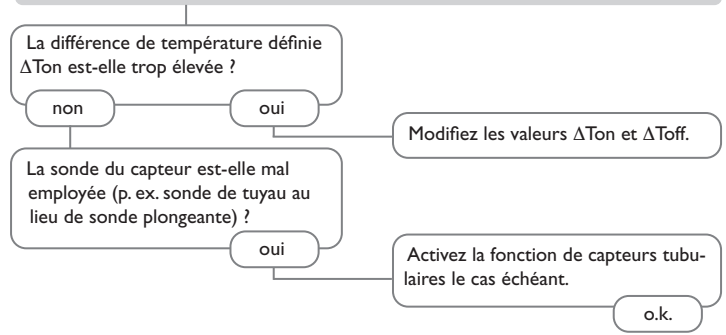 La différence de température définie
ΔTon est-elle trop élevée ?
non
oui
Modifiez les valeurs ΔTon et ΔToff.
La sonde du capteur est-elle mal
employée (p. ex. sonde de tuyau au
lieu de sonde plongeante) ?
oui
Activez la fonction de capteurs tubu-
laires le cas échéant.
o.k.